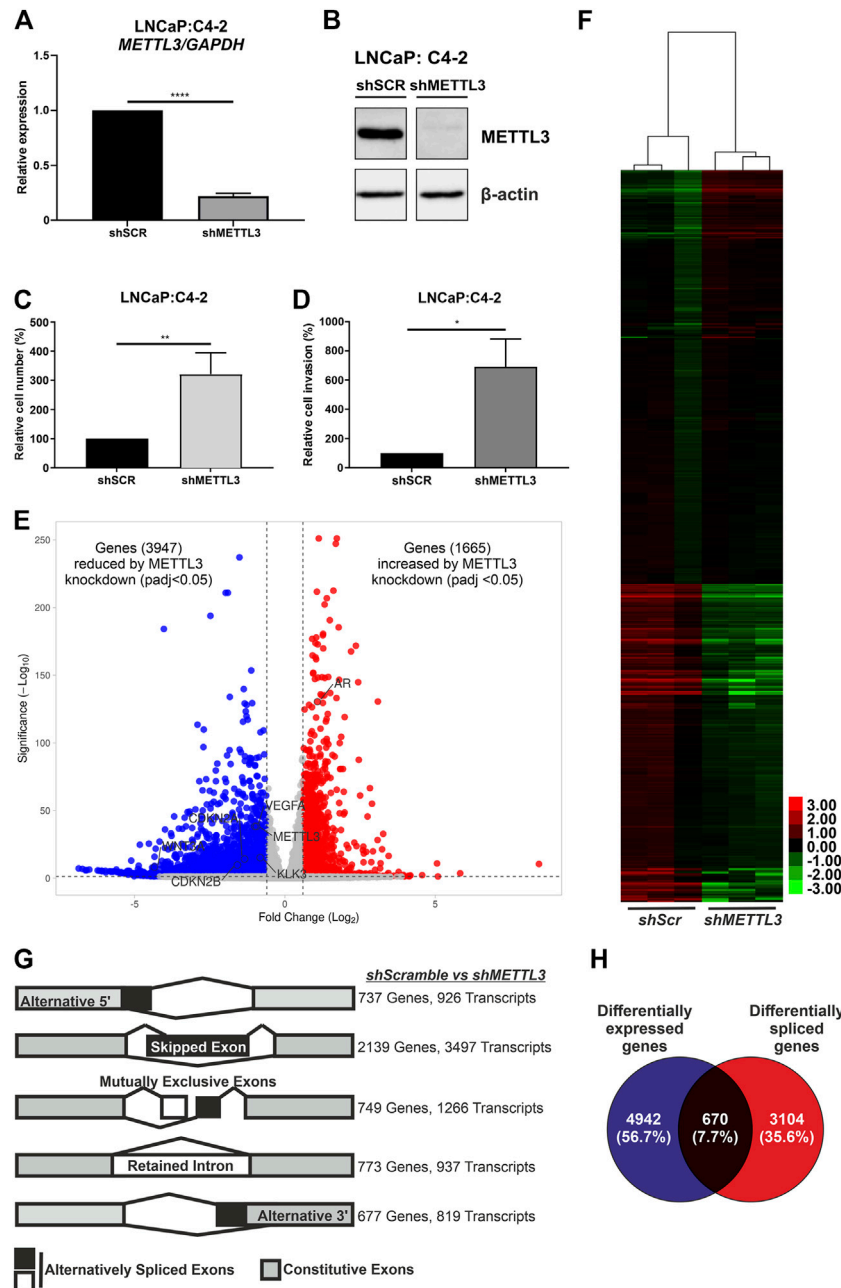 A
LNCaP:C4-2
METTL3/GAPDH
Relative expression
1.5
1.0
0.5
0
****
shSCR
shMETTL3
B
LNCaP: C4-2
shSCR shMETTL3
METTL3
β-actin
C
LNCaP:C4-2
Relative cell number (%)
500
400
300
200
100
0
**
shSCR
shMETTL3
D
LNCaP:C4-2
Relative cell invasion (%)
1000
800
600
400
200
0
*
shSCR
shMETTL3
E
Significance (−Log10)
250
200
150
100
50
0
Genes (3947)
reduced by METTL3
knockdown (padj<0.05)
Genes (1665)
increased by METTL3
knockdown (padj <0.05)
AR
VEGFA
METTL3
KLK3
CDKN2B
-5
0
5
Fold Change (Log2)
F
3.00
2.00
1.00
0.00
-1.00
-2.00
-3.00
shScr
shMETTL3
G
shScramble vs shMETTL3
Alternative 5'
737 Genes, 926 Transcripts
Skipped Exon
2139 Genes, 3497 Transcripts
Mutually Exclusive Exons
749 Genes, 1266 Transcripts
Retained Intron
773 Genes, 937 Transcripts
Alternative 3'
677 Genes, 819 Transcripts
Alternatively Spliced Exons
Constitutive Exons
H
Differentially
expressed
genes
Differentially
spliced
genes
4942
(56.7%)
670
(7.7%)
3104
(35.6%)